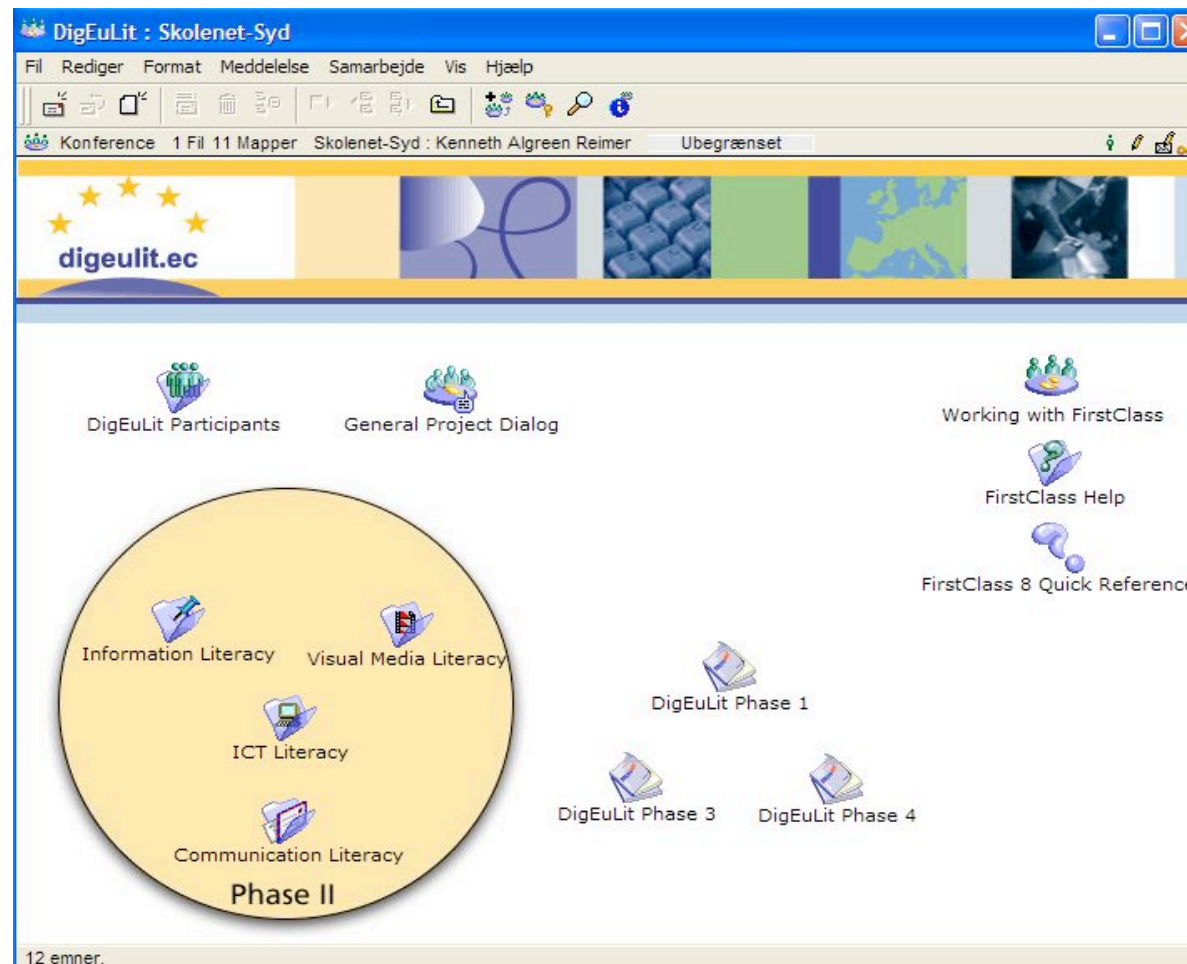 DigEuLit : Skolenet-Syd
Fil Rediger Format Meddelelse Samarbejde Vis Hjælp
Konference 1 Fil 11 Mapper Skolenet-Syd : Kenneth Algreen Reimer Ubegrænset
digeulit.ec
DigEuLit Participants
General Project Dialog
Working with FirstClass
FirstClass Help
FirstClass 8 Quick Reference
Information Literacy
Visual Media Literacy
ICT Literacy
Communication Literacy
Phase II
DigEuLit Phase 1
DigEuLit Phase 3
DigEuLit Phase 4
12 emner.